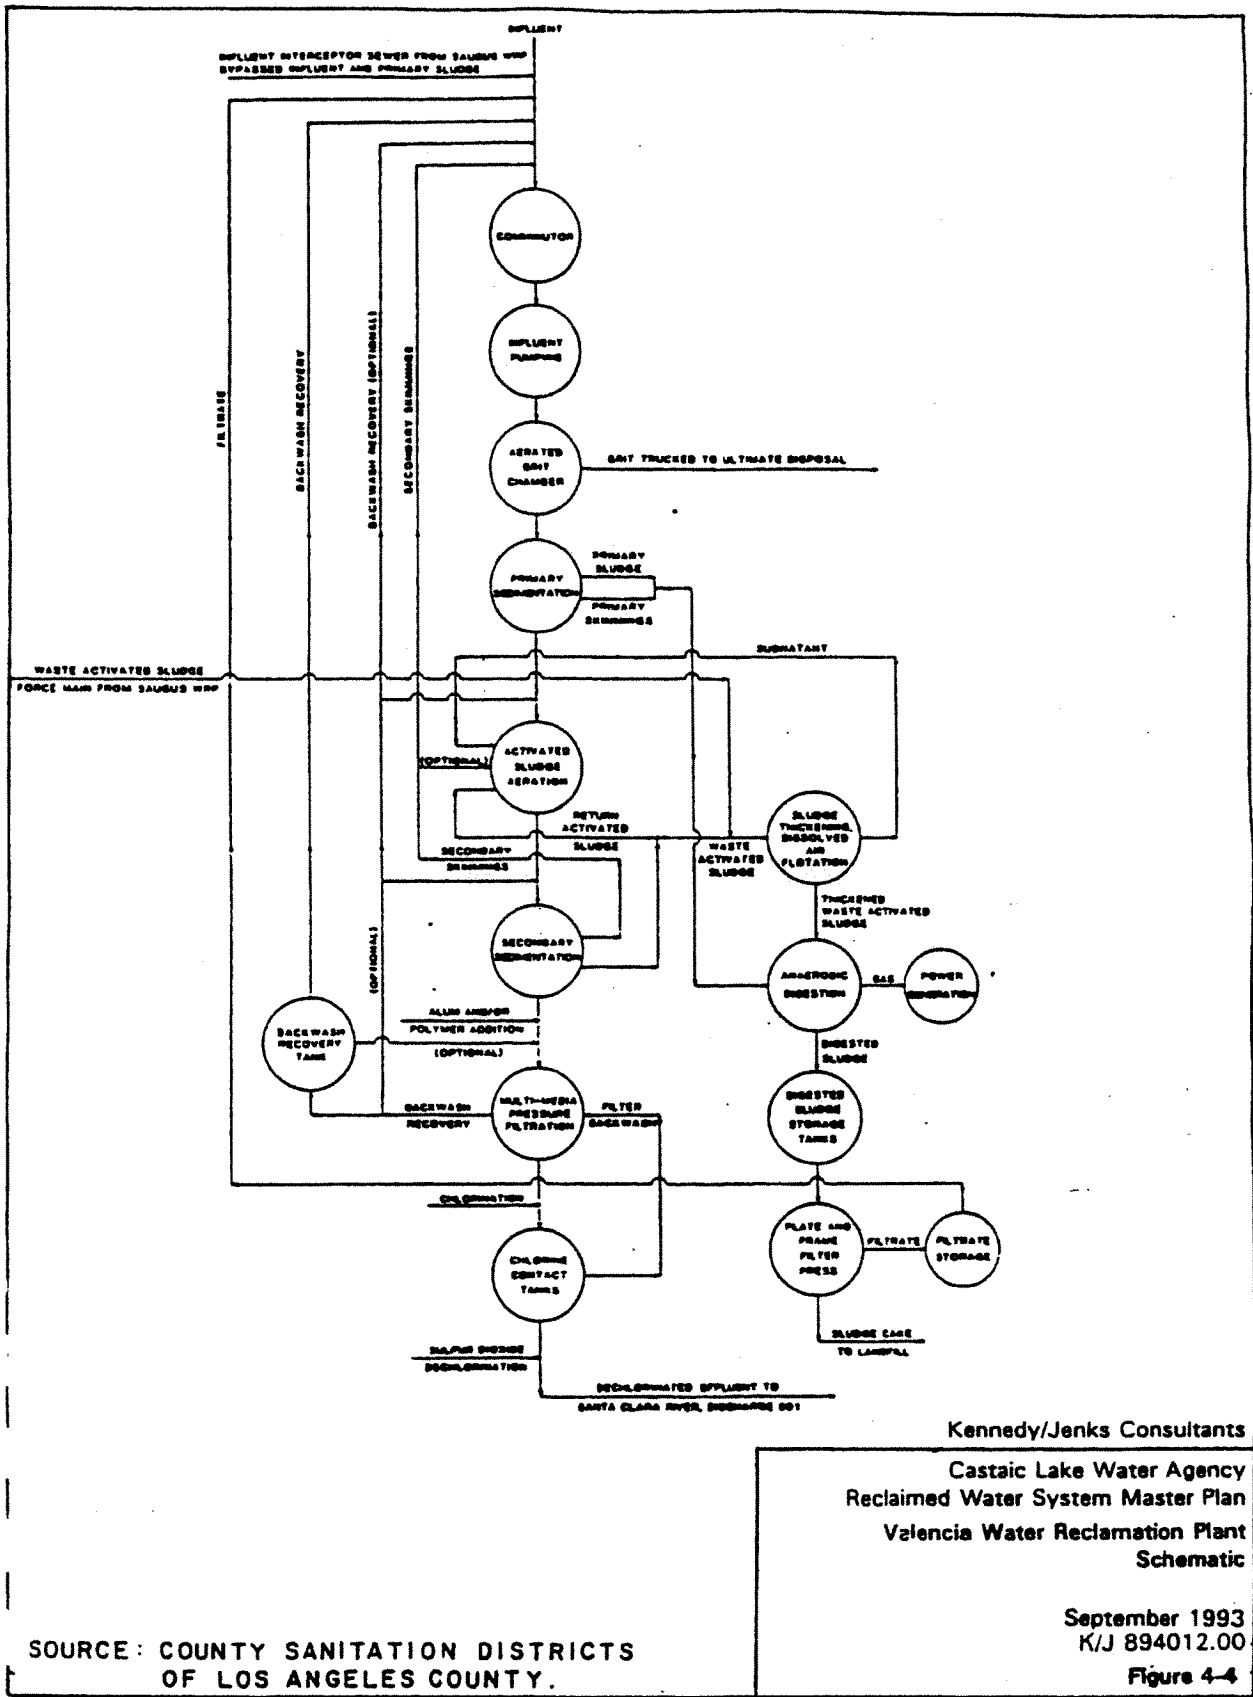 INFLUENT
INFLUENT INTERCEPTOR SEWER FROM SAUGUS WRP
BYPASSED INFLUENT AND PRIMARY SLUDGE
COMMINUTOR
INFLUENT
PUMPING
FILTRATE
BACKWASH RECOVERY
BACKWASH RECOVERY (OPTIONAL)
SECONDARY SKIMMINGS
AERATED
GRIT
CHAMBER
GRIT TRUCKED TO ULTIMATE DISPOSAL
PRIMARY
SLUDGE
PRIMARY
SEDIMENTATION
PRIMARY
SKIMMINGS
SUBNATANT
WASTE ACTIVATED SLUDGE
FORCE MAIN FROM SAUGUS WRP
ACTIVATED
SLUDGE
AERATION
(OPTIONAL)
RETURN
ACTIVATED
SLUDGE
SECONDARY
SKIMMINGS
WASTE
ACTIVATED
SLUDGE
SLUDGE
THICKENING,
DISSOLVED
AIR
FLOTATION
THICKENED
WASTE ACTIVATED
SLUDGE
SECONDARY
SEDIMENTATION
(OPTIONAL)
ANAEROBIC
DIGESTION
GAS
POWER
GENERATION
ALUM AND/OR
POLYMER ADDITION
(OPTIONAL)
BACKWASH
RECOVERY
TANK
DIGESTED
SLUDGE
BACKWASH
RECOVERY
MULTI-MEDIA
PRESSURE
FILTRATION
FILTER
BACKWASH
DIGESTED
SLUDGE
STORAGE
TANKS
CHLORINATION
PLATE AND
FRAME
FILTER
PRESS
FILTRATE
FILTRATE
STORAGE
CHLORINE
CONTACT
TANKS
SLUDGE CAKE
TO LANDFILL
SULFUR DIOXIDE
DECHLORINATION
DECHLORINATED EFFLUENT TO
SANTA CLARA RIVER, DISCHARGE 001
Kennedy/Jenks Consultants
Castaic Lake Water Agency
Reclaimed Water System Master Plan
Valencia Water Reclamation Plant
Schematic
September 1993
K/J 894012.00
Figure 4-4
SOURCE: COUNTY SANITATION DISTRICTS
OF LOS ANGELES COUNTY.